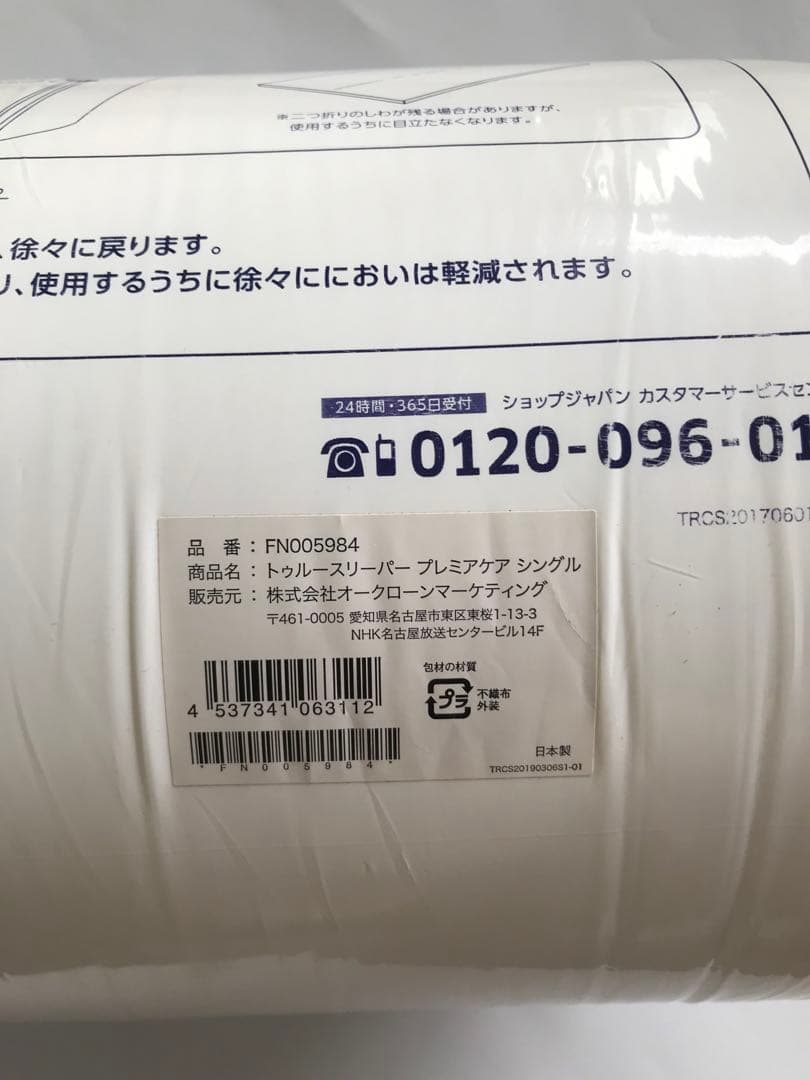 ※二つ折りのしわが残る場合がありますが、
使用するうちに目立たなくなります。
、徐々に戻ります。
り、使用するうちに徐々ににおいは軽減されます。
24時間・365日受付 ショップジャパン カスタマーサービスセン
0120-096-01
TRCS20170601
品 番：FN005984
商品名：トゥルースリーパー プレミアケア シングル
販売元：株式会社オークローンマーケティング
〒461-0005 愛知県名古屋市東区東桜1-13-3
NHK名古屋放送センタービル14F
包材の材質
プラ 不織布
外装
4 537341 063112
*FN005984*
日本製
TRCS20190306S1-01